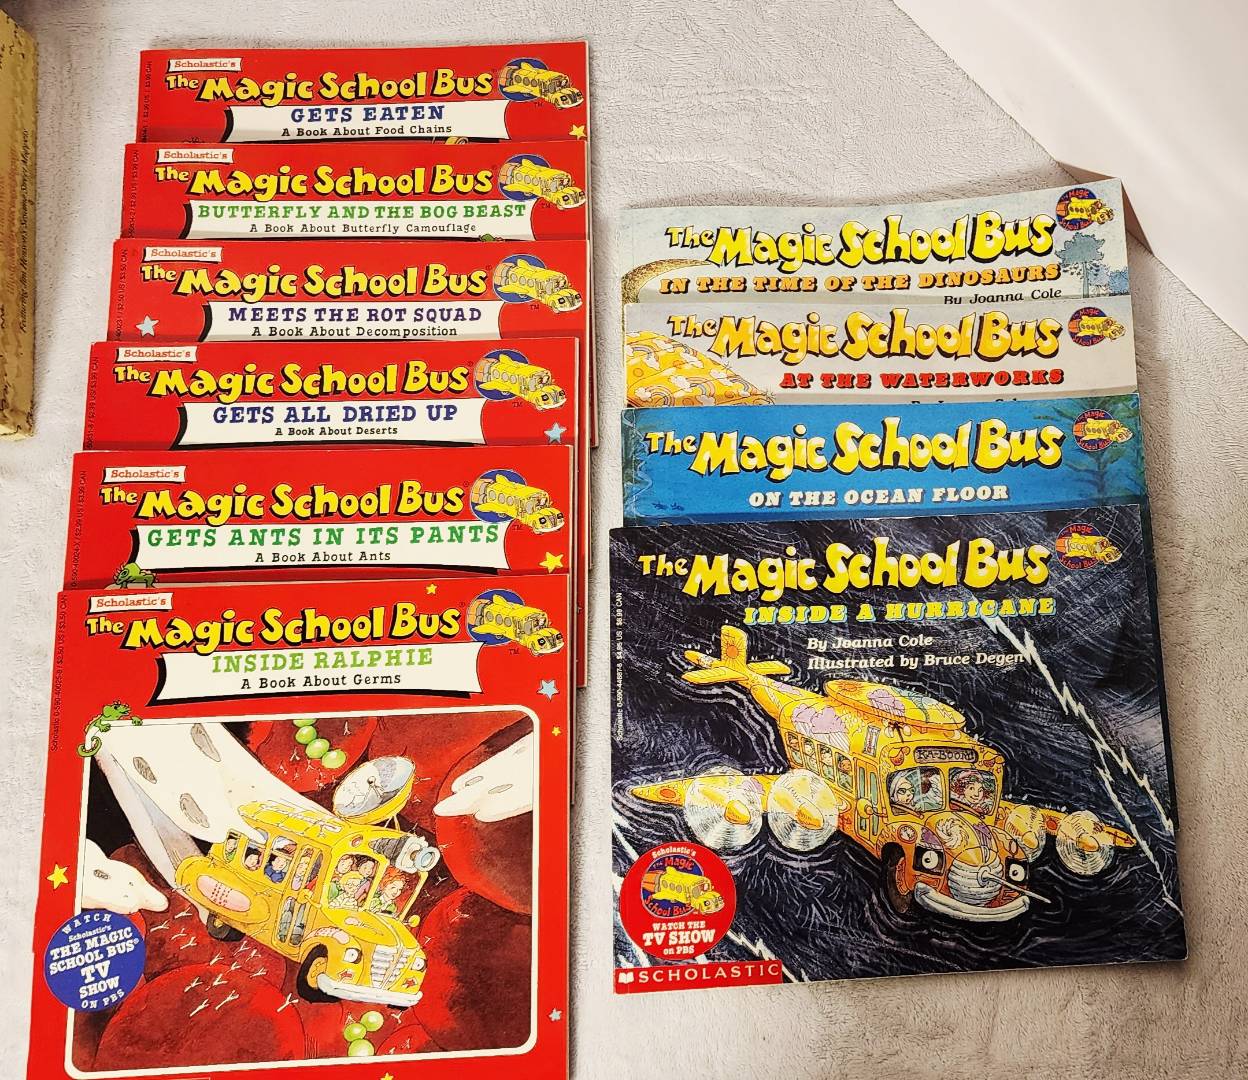 Scholastic's
The Magic School Bus
GETS EATEN
A Book About Food Chains
Scholastic's
The Magic School Bus
BUTTERFLY AND THE BOG BEAST
A Book About Butterfly Camouflage
Scholastic's
The Magic School Bus
MEETS THE ROT SQUAD
A Book About Decomposition
Scholastic's
The Magic School Bus
GETS ALL DRIED UP
A Book About Deserts
Scholastic's
The Magic School Bus
GETS ANTS IN ITS PANTS
A Book About Ants
Scholastic's
The Magic School Bus
INSIDE RALPHIE
A Book About Germs
WATCH
Scholastic's
THE MAGIC
SCHOOL BUS®
TV
SHOW
ON PBS
The Magic School Bus
IN THE TIME OF THE DINOSAURS
By Joanna Cole
The Magic School Bus
AT THE WATERWORKS
The Magic School Bus
ON THE OCEAN FLOOR
The Magic School Bus
INSIDE A HURRICANE
By Joanna Cole
Illustrated by Bruce Degen
KA-BOOM!
Scholastic's
The Magic
School Bus
WATCH THE
TV SHOW
on PBS
SCHOLASTIC